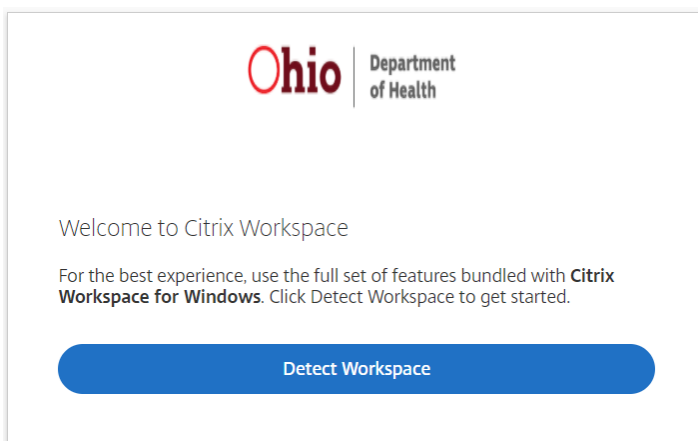 Ohio Department
of Health
Welcome to Citrix Workspace
For the best experience, use the full set of features bundled with Citrix
Workspace for Windows. Click Detect Workspace to get started.
Detect Workspace